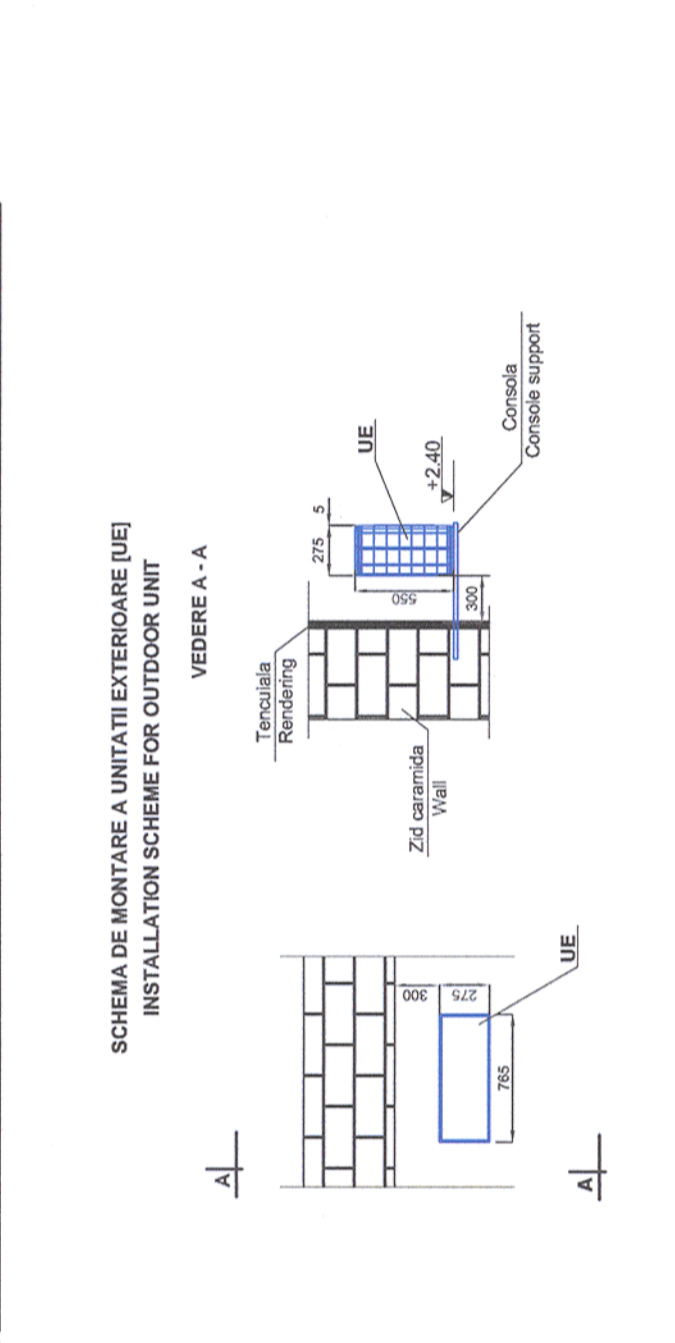 SCHEMA DE MONTARE A UNITATII EXTERIOARE [UE]
INSTALLATION SCHEME FOR OUTDOOR UNIT
VEDERE A - A
A
A
300
275
765
UE
Tencuiala
Rendering
Zid caramida
Wall
275
5
550
300
UE
+2.40
Consola
Console support